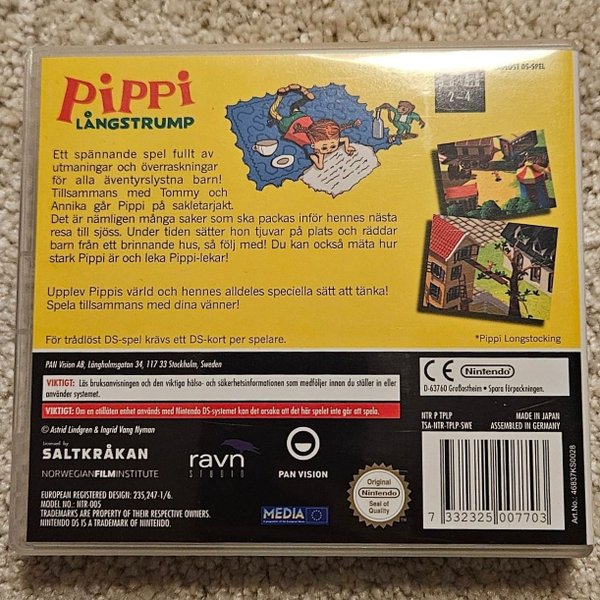 PIPPI
LÅNGSTRUMP
2-4
DS-SPEL
Ett spännande spel fullt av
utmaningar och överraskningar
för alla äventyrslystna barn!
Tillsammans med Tommy och
Annika går Pippi på sakletarjakt.
Det är nämligen många saker som ska packas inför hennes nästa
resa till sjöss. Under tiden sätter hon tjuvar på plats och räddar
barn från ett brinnande hus, så följ med! Du kan också mäta hur
stark Pippi är och leka Pippi-lekar!
Upplev Pippis värld och hennes alldeles speciella sätt att tänka!
Spela tillsammans med dina vänner!
För trådlöst DS-spel krävs ett DS-kort per spelare.
*Pippi Longstocking
PAN Vision AB, Långholmsgatan 34, 117 33 Stockholm, Sweden
VIKTIGT: Läs bruksanvisningen och den viktiga hälso- och säkerhetsinformationen som medföljer innan du ställer in eller
använder systemet.
VIKTIGT: Om en otillåten enhet används med Nintendo DS-systemet kan det orsaka att det här spelet inte går att spela.
© Astrid Lindgren & Ingrid Vang Nyman
Licensed by
SALTKRÅKAN
NORWEGIANFILMINSTITUTE
ravn
STUDIO
PAN VISION
EUROPEAN REGISTERED DESIGN: 235,247-1/6.
MODEL NO.: NTR-005
TRADEMARKS ARE PROPERTY OF THEIR RESPECTIVE OWNERS.
NINTENDO DS IS A TRADEMARK OF NINTENDO.
MEDIA
Original
Nintendo
Seal of
Quality
CE Nintendo
D-63760 Großostheim • Spara förpackningen.
NTR P TPLP
TSA-NTR-TPLP-SWE
MADE IN JAPAN
ASSEMBLED IN GERMANY
7 332325 007703
Art.No.: 46837KS0028